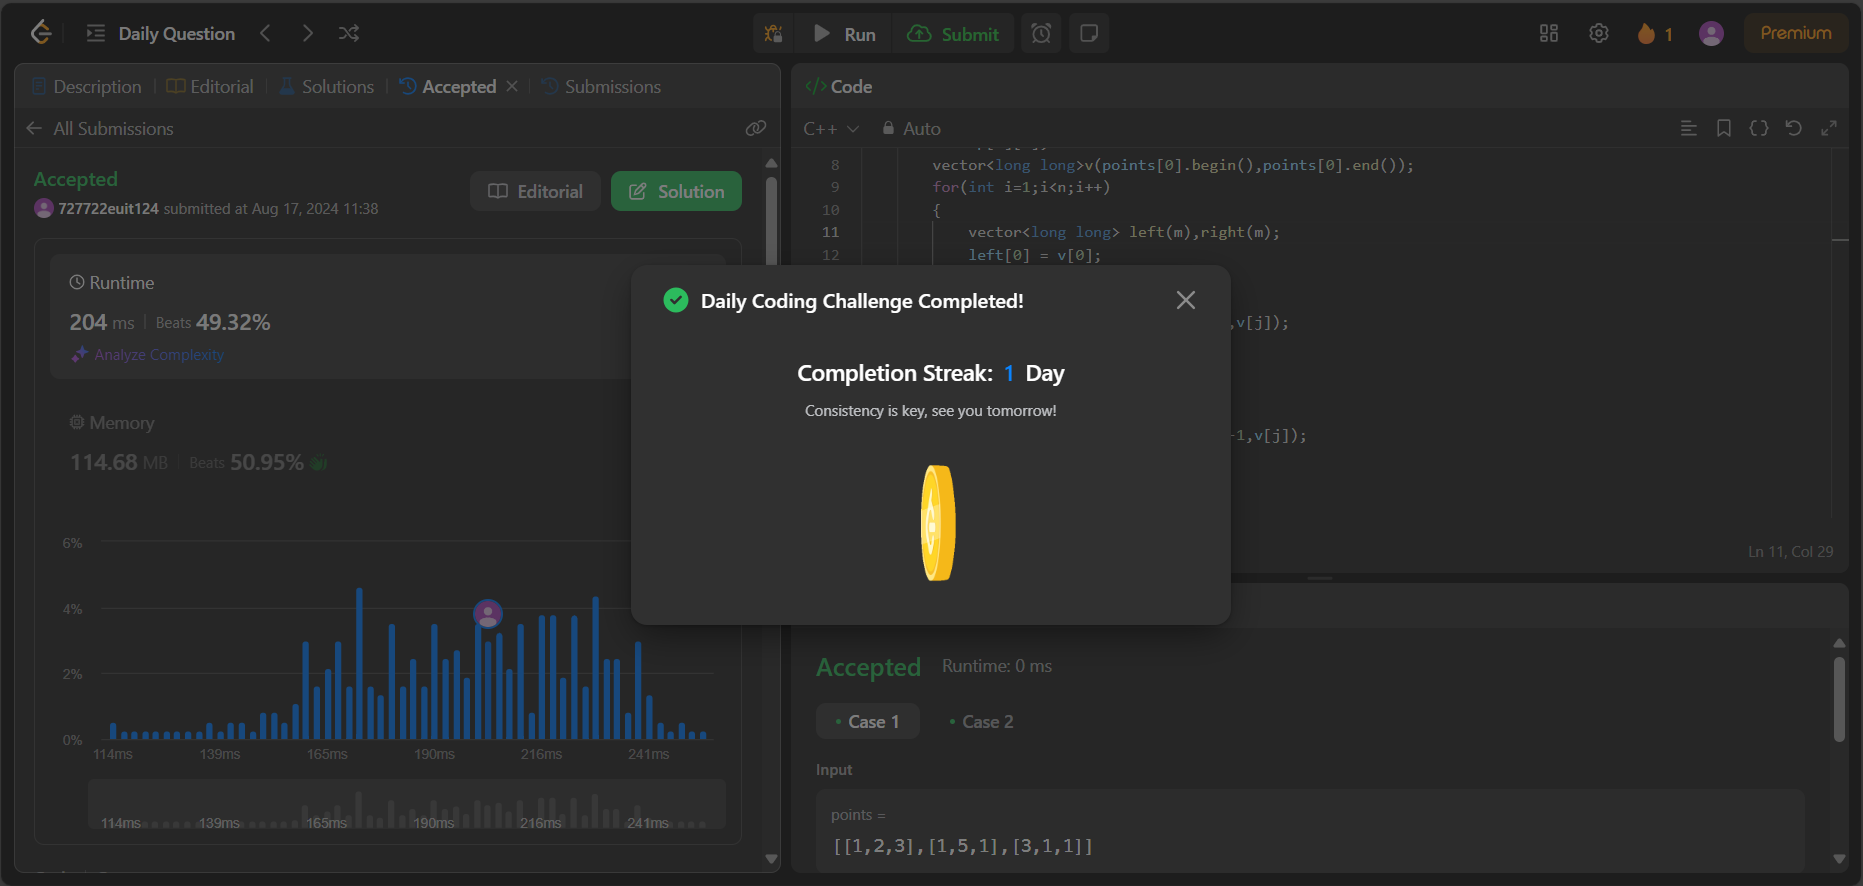 Daily Question
Run
Submit
1
Premium
Description
Editorial
Solutions
Accepted
Submissions
All Submissions
Accepted
727722euit124 submitted at Aug 17, 2024 11:38
Editorial
Solution
Runtime
204 ms
Beats 49.32%
Analyze Complexity
Memory
114.68 MB
Beats 50.95%
6%
4%
2%
0%
114ms 139ms 165ms 190ms 216ms 241ms
114ms 139ms 165ms 190ms 216ms 241ms
</> Code
C++
Auto
8 vector<long long>v(points[0].begin(),points[0].end());
9 for(int i=1;i<n;i++)
10 {
11 vector<long long> left(m),right(m);
12 left[0] = v[0];
,v[j]);
-1,v[j]);
Ln 11, Col 29
Daily Coding Challenge Completed!
Completion Streak: 1 Day
Consistency is key, see you tomorrow!
Accepted
Runtime: 0 ms
Case 1
Case 2
Input
points =
[[1,2,3],[1,5,1],[3,1,1]]